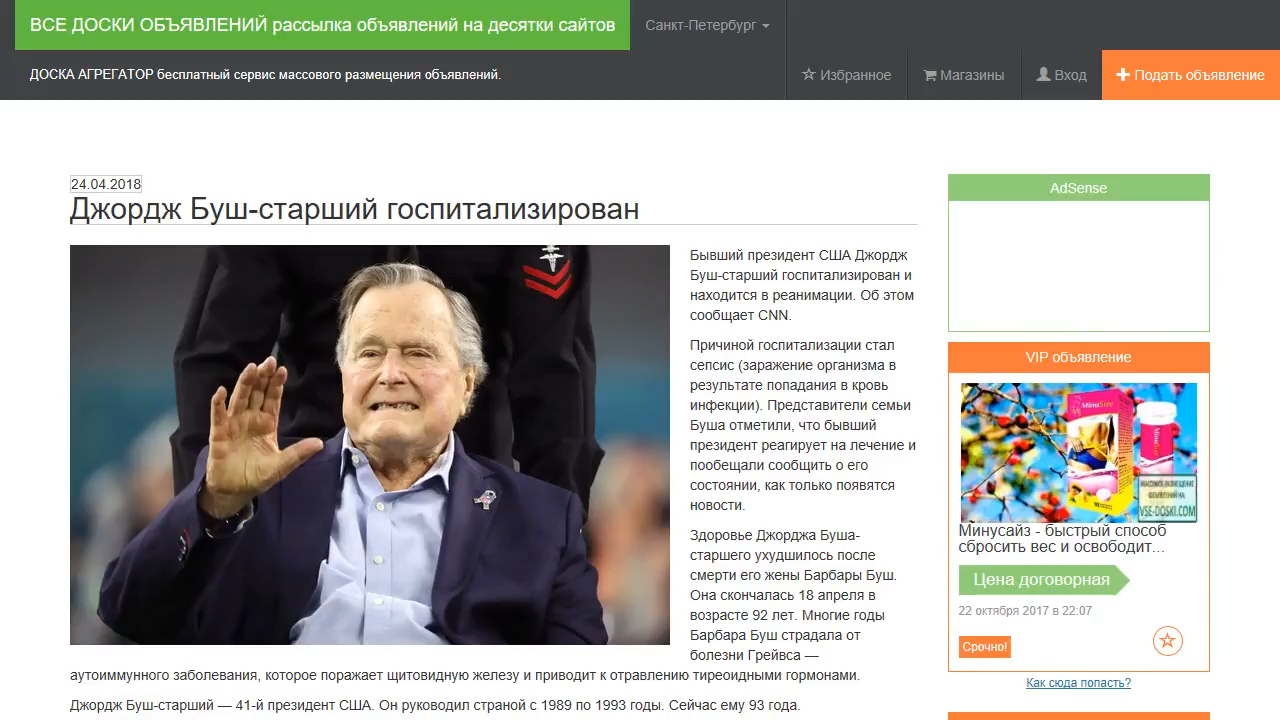 ВСЕ ДОСКИ ОБЪЯВЛЕНИЙ рассылка объявлений на десятки сайтов
Санкт-Петербург
ДОСКА АГРЕГАТОР бесплатный сервис массового размещения объявлений.
Избранное
Магазины
Вход
Подать объявление
24.04.2018
Джордж Буш-старший госпитализирован
Бывший президент США Джордж
Буш-старший госпитализирован и
находится в реанимации. Об этом
сообщает CNN.
Причиной госпитализации стал
сепсис (заражение организма в
результате попадания в кровь
инфекции). Представители семьи
Буша отметили, что бывший
президент реагирует на лечение и
пообещали сообщить о его
состоянии, как только появятся
новости.
Здоровье Джорджа Буша-
старшего ухудшилось после
смерти его жены Барбары Буш.
Она скончалась 18 апреля в
возрасте 92 лет. Многие годы
Барбара Буш страдала от
болезни Грейвса —
аутоиммунного заболевания, которое поражает щитовидную железу и приводит к отравлению тиреоидными гормонами.
Джордж Буш-старший — 41-й президент США. Он руководил страной с 1989 по 1993 годы. Сейчас ему 93 года.
AdSense
VIP объявление
MinuSize
МАССОВОЕ РАЗМЕЩЕНИЕ
ОБЪЯВЛЕНИЙ НА:
VSE-DOSKI.COM
Минусайз - быстрый способ
сбросить вес и освободит...
Цена договорная
22 октября 2017 в 22:07
Срочно!
Как сюда попасть?